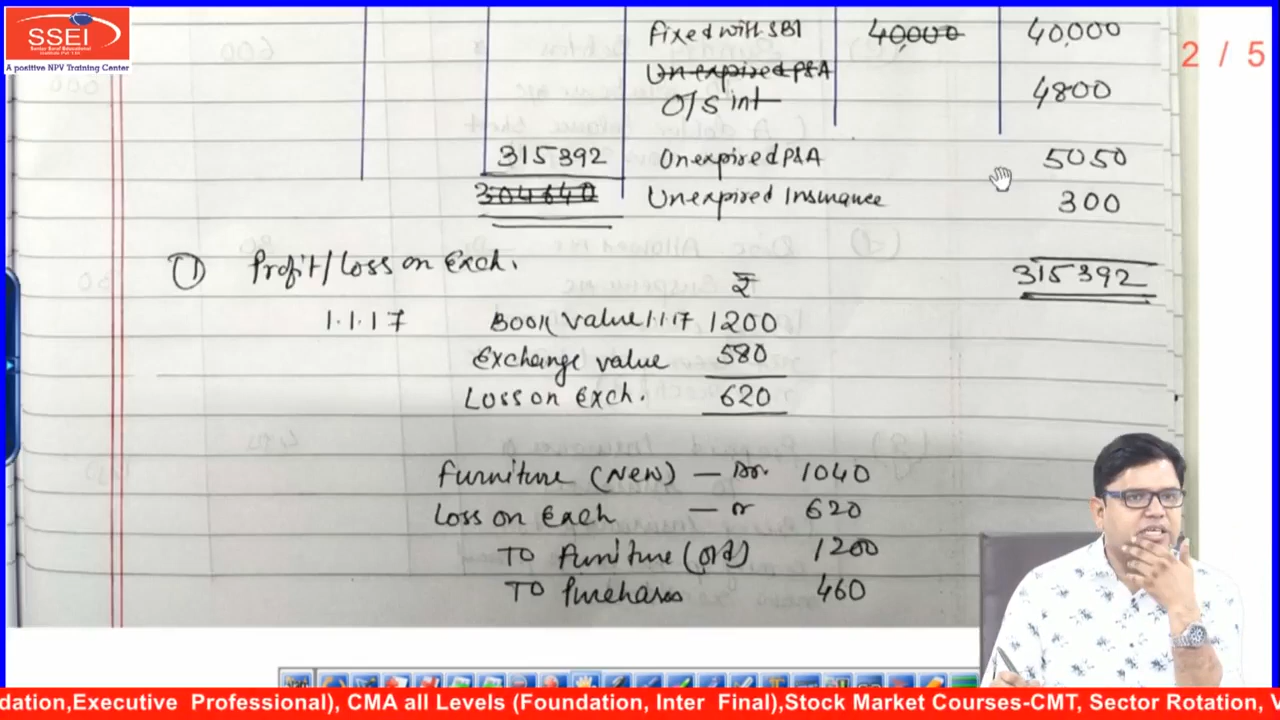 SSEI
A positive NPV Training Center
2 / 5
Fixed with SBI 40,000 40,000
Unexpired P&A
O/S int 4800
315392 Unexpired P&A 5050
304640 Unexpired Insurance 300
① Profit/Loss on Exch.
₹ 315392
1.1.17 Book Value 1.1.17 1200
Exchange value 580
Loss on Exch. 620
Furniture (New) — Dr. 1040
Loss on Exch — Dr 620
To Furniture (old) 1200
To Purchases 460
dation,Executive Professional), CMA all Levels (Foundation, Inter Final),Stock Market Courses-CMT, Sector Rotation, V